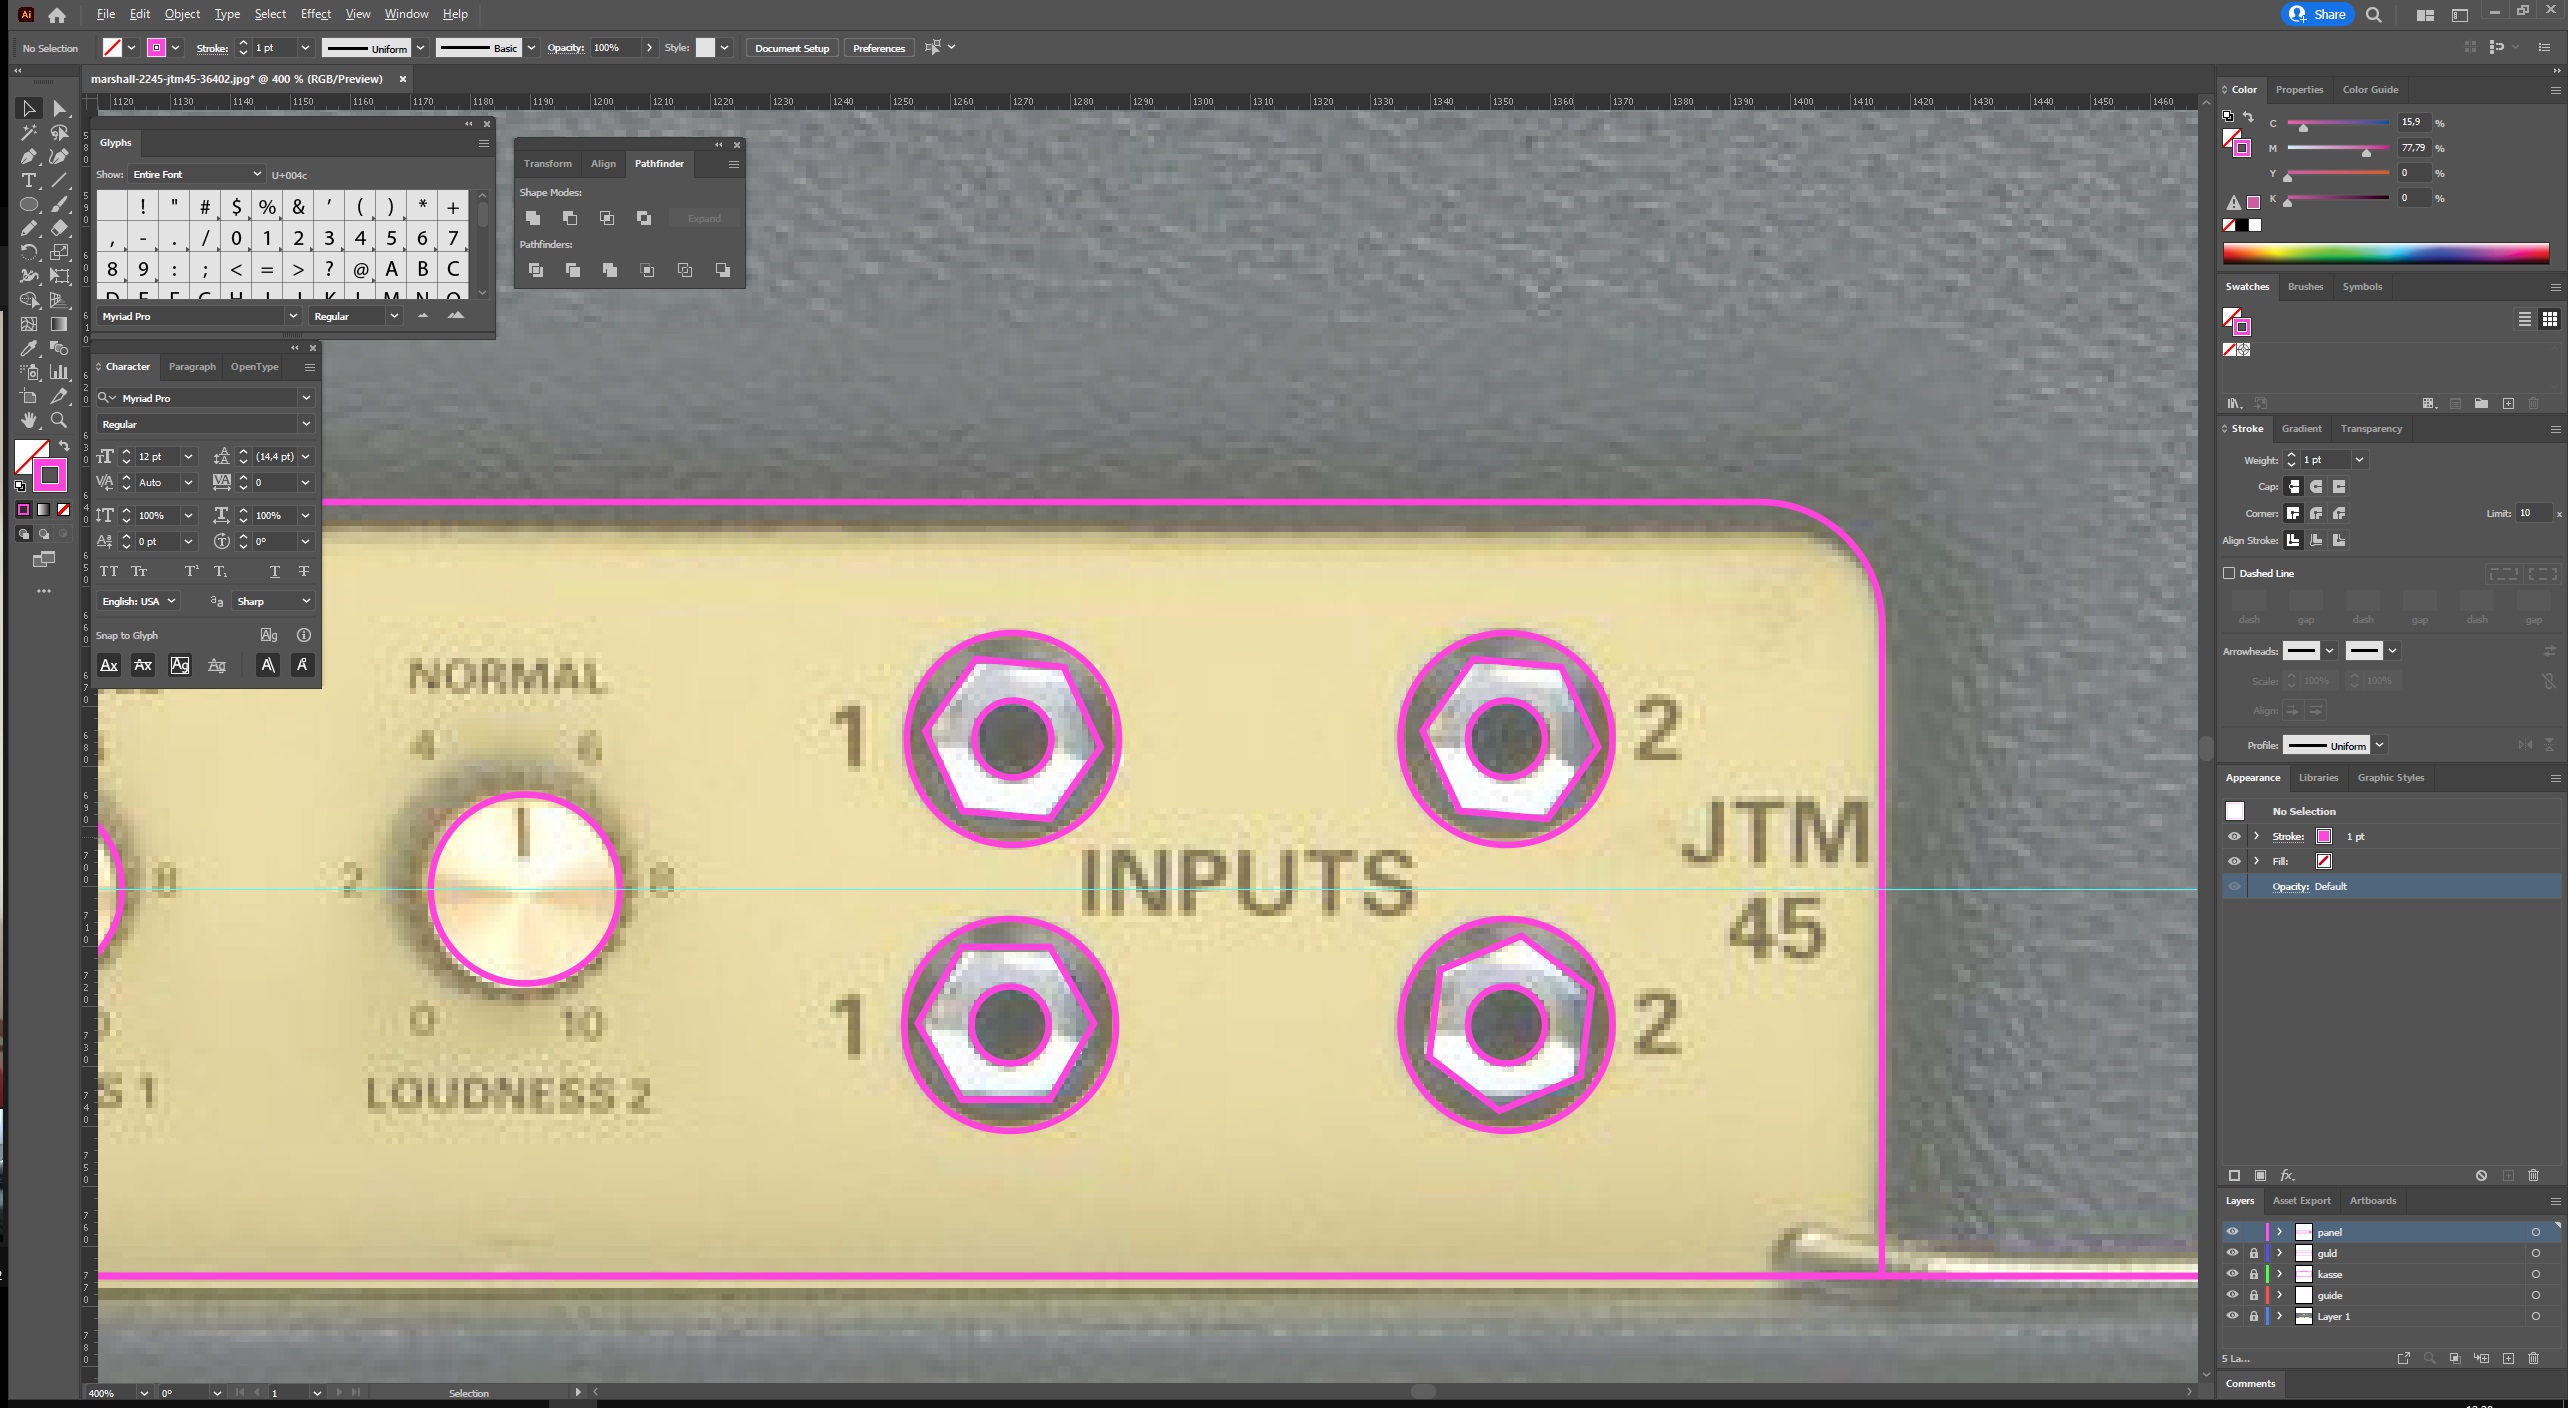 Ai File Edit Object Type Select Effect View Window Help Share
No Selection Stroke: 1 pt Uniform Basic Opacity: 100% Style: Document Setup Preferences
marshall-2245-jtm45-36402.jpg* @ 400 % (RGB/Preview)
1120 1130 1140 1150 1160 1170 1180 1190 1200 1210 1220 1230 1240 1250 1260 1270 1280 1290 1300 1310 1320 1330 1340 1350 1360 1370 1380 1390 1400 1410 1420 1430 1440 1450 1460
Glyphs
Show: Entire Font U+004c
! " # $ % & ' ( ) * +
, - . / 0 1 2 3 4 5 6 7
8 9 : ; < = > ? @ A B C
D E F G H I J K L M N O
Myriad Pro Regular
Transform Align Pathfinder
Shape Modes:
Expand
Pathfinders:
Character Paragraph OpenType
Myriad Pro
Regular
12 pt (14,4 pt)
Auto 0
100% 100%
0 pt 0°
English: USA Sharp
Snap to Glyph
NORMAL
4 6
2 8
0 10
LOUDNESS 2
8
S 1
1 2
INPUTS
1 2
JTM
45
Color Properties Color Guide
C 15,9 %
M 77,79 %
Y 0 %
K 0 %
Swatches Brushes Symbols
Stroke Gradient Transparency
Weight: 1 pt
Cap:
Corner: Limit: 10 x
Align Stroke:
Dashed Line
dash gap dash gap dash gap
Arrowheads:
Scale: 100% 100%
Align:
Profile: Uniform
Appearance Libraries Graphic Styles
No Selection
Stroke: 1 pt
Fill:
Opacity: Default
fx
Layers Asset Export Artboards
panel
guld
kasse
guide
Layer 1
5 La...
Comments
400% 0° 1 Selection